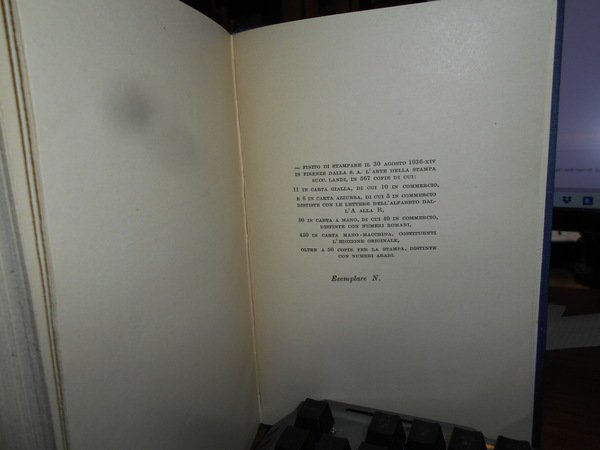 — FINITO DI STAMPARE IL 30 AGOSTO 1936-XIV
IN FIRENZE DALLA S. A. L'ARTE DELLA STAMPA
SUCC. LANDI, IN 567 COPIE DI CUI:
11 IN CARTA GIALLA, DI CUI 10 IN COMMERCIO,
E 6 IN CARTA AZZURRA, DI CUI 5 IN COMMERCIO
DISTINTE CON LE LETTERE DELL'ALFABETO DAL-
L'A ALLA R,
50 IN CARTA A MANO, DI CUI 40 IN COMMERCIO,
DISTINTE CON NUMERI ROMANI,
450 IN CARTA MANO-MACCHINA, COSTITUENTI
L'EDIZIONE ORIGINALE,
OLTRE A 50 COPIE PER LA STAMPA, DISTINTE
CON NUMERI ARABI.
Esemplare N.